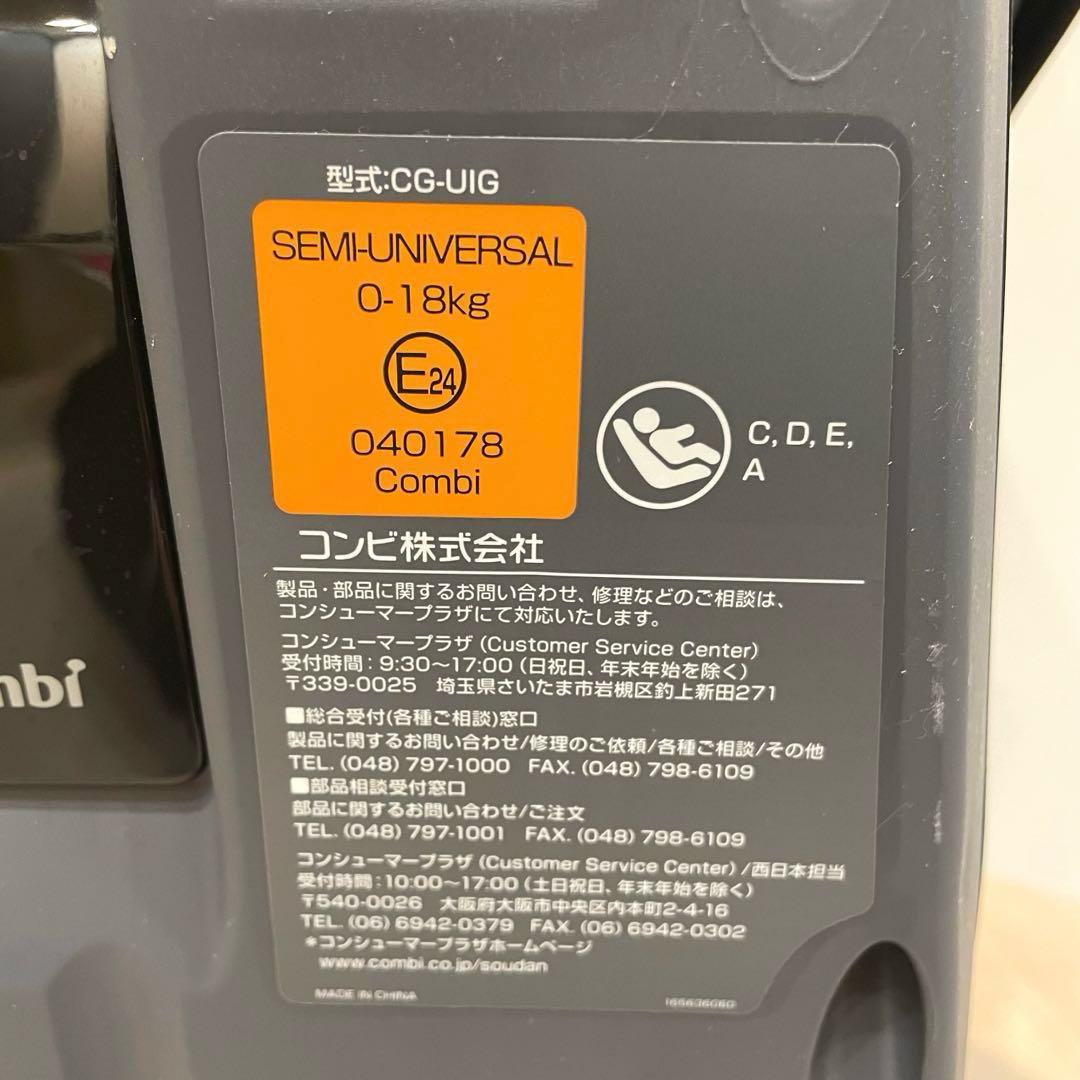 型式:CG-UIG
SEMI-UNIVERSAL
0-18kg
E24
040178
Combi
C, D, E,
A
コンビ株式会社
製品・部品に関するお問い合わせ、修理などのご相談は、
コンシューマープラザにて対応いたします。
コンシューマープラザ (Customer Service Center)
受付時間：9:30〜17:00 (日祝日、年末年始を除く)
〒339-0025 埼玉県さいたま市岩槻区釣上新田271
■総合受付(各種ご相談)窓口
製品に関するお問い合わせ/修理のご依頼/各種ご相談/その他
TEL. (048) 797-1000 FAX. (048) 798-6109
■部品相談受付窓口
部品に関するお問い合わせ/ご注文
TEL. (048) 797-1001 FAX. (048) 798-6109
コンシューマープラザ (Customer Service Center) /西日本担当
受付時間：10:00〜17:00 (土日祝日、年末年始を除く)
〒540-0026 大阪府大阪市中央区内本町2-4-16
TEL. (06) 6942-0379 FAX. (06) 6942-0302
*コンシューマープラザホームページ
www.combi.co.jp/soudan
MADE IN CHINA
mbi